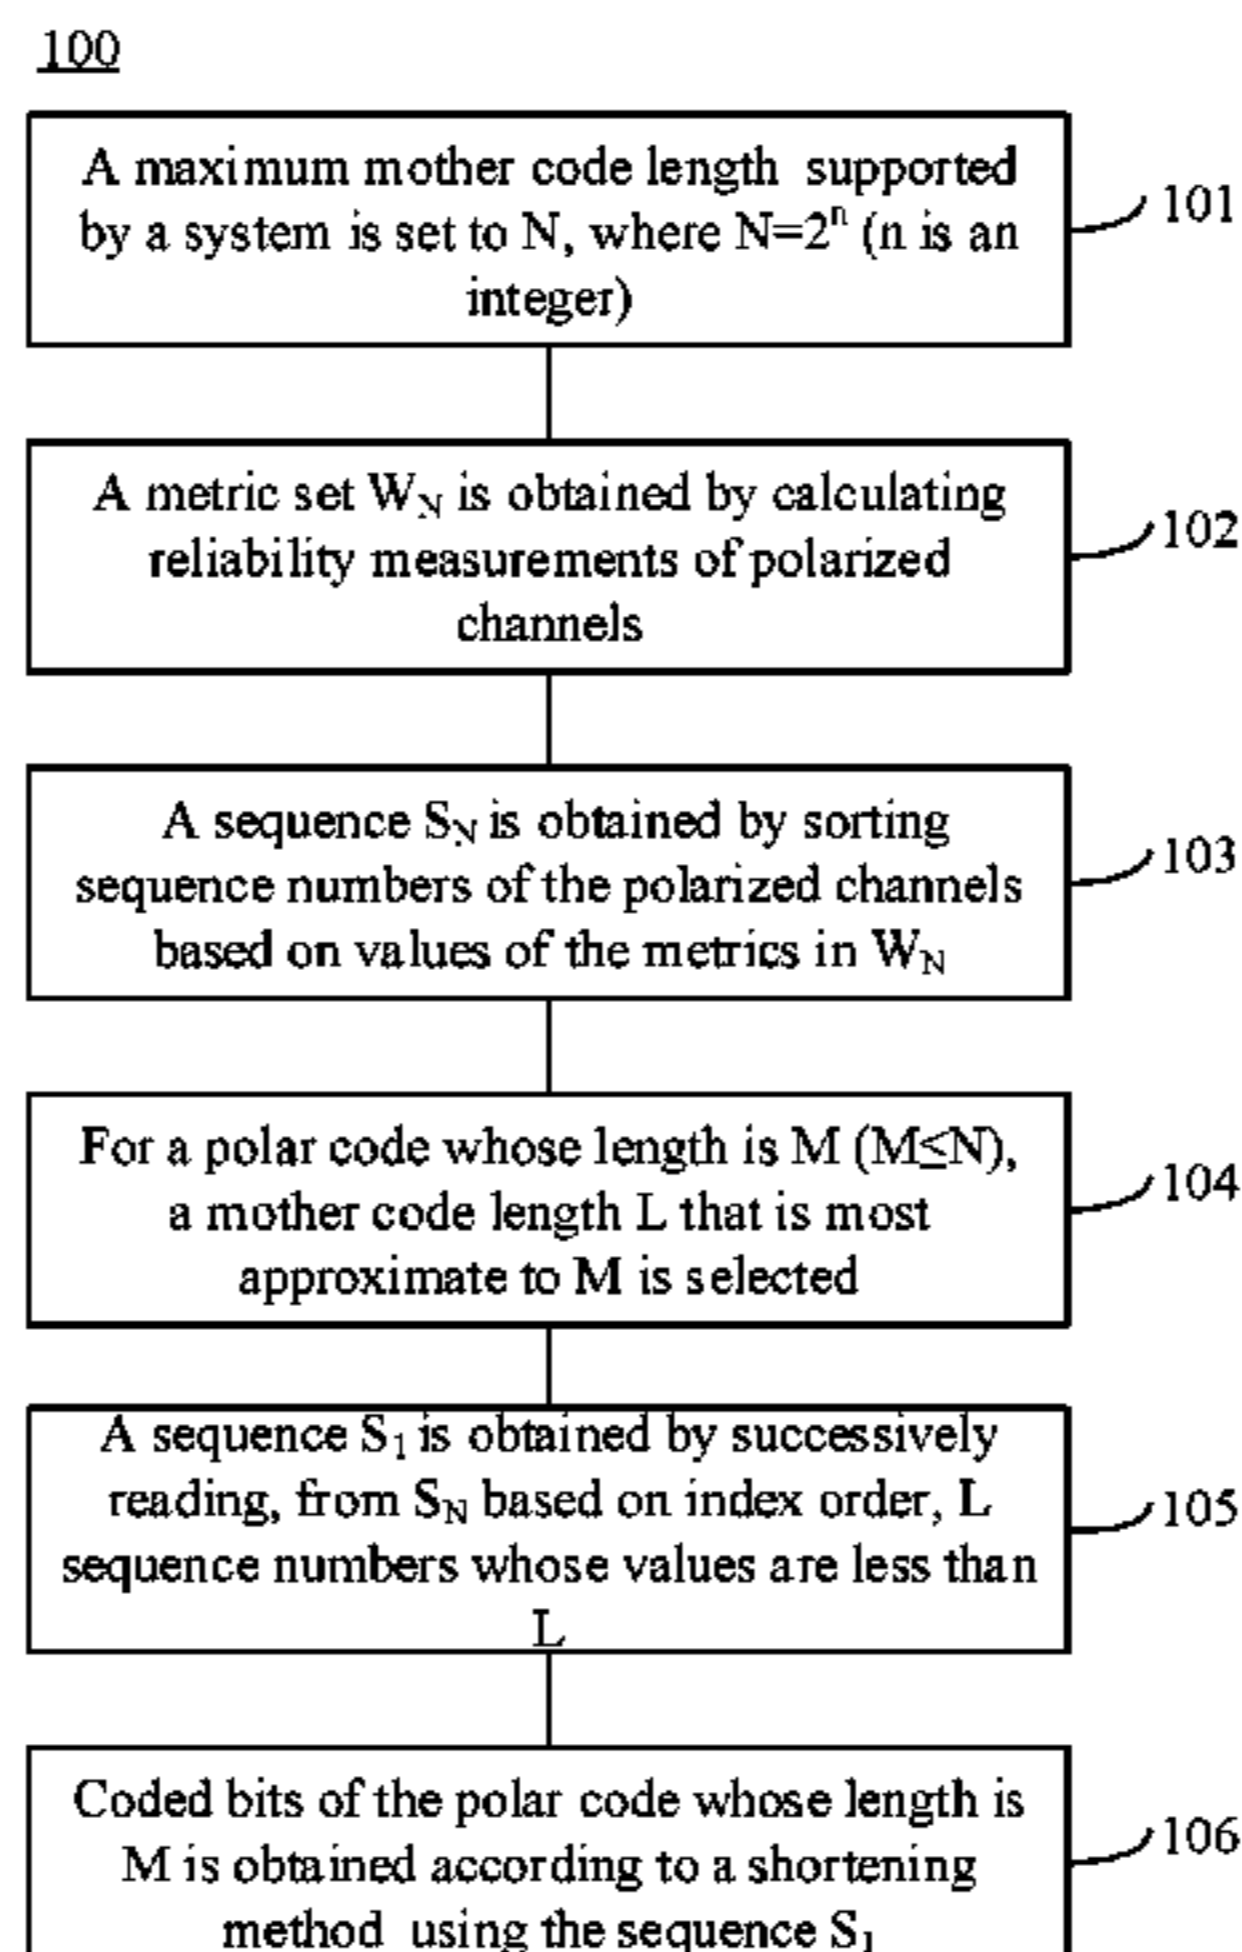 100
A maximum mother code length supported
by a system is set to N, where N=2ⁿ (n is an
integer)
101
A metric set W_N is obtained by calculating
reliability measurements of polarized
channels
102
A sequence S_N is obtained by sorting
sequence numbers of the polarized channels
based on values of the metrics in W_N
103
For a polar code whose length is M (M≤N),
a mother code length L that is most
approximate to M is selected
104
A sequence S₁ is obtained by successively
reading, from S_N based on index order, L
sequence numbers whose values are less than
L
105
Coded bits of the polar code whose length is
M is obtained according to a shortening
method using the sequence S₁
106